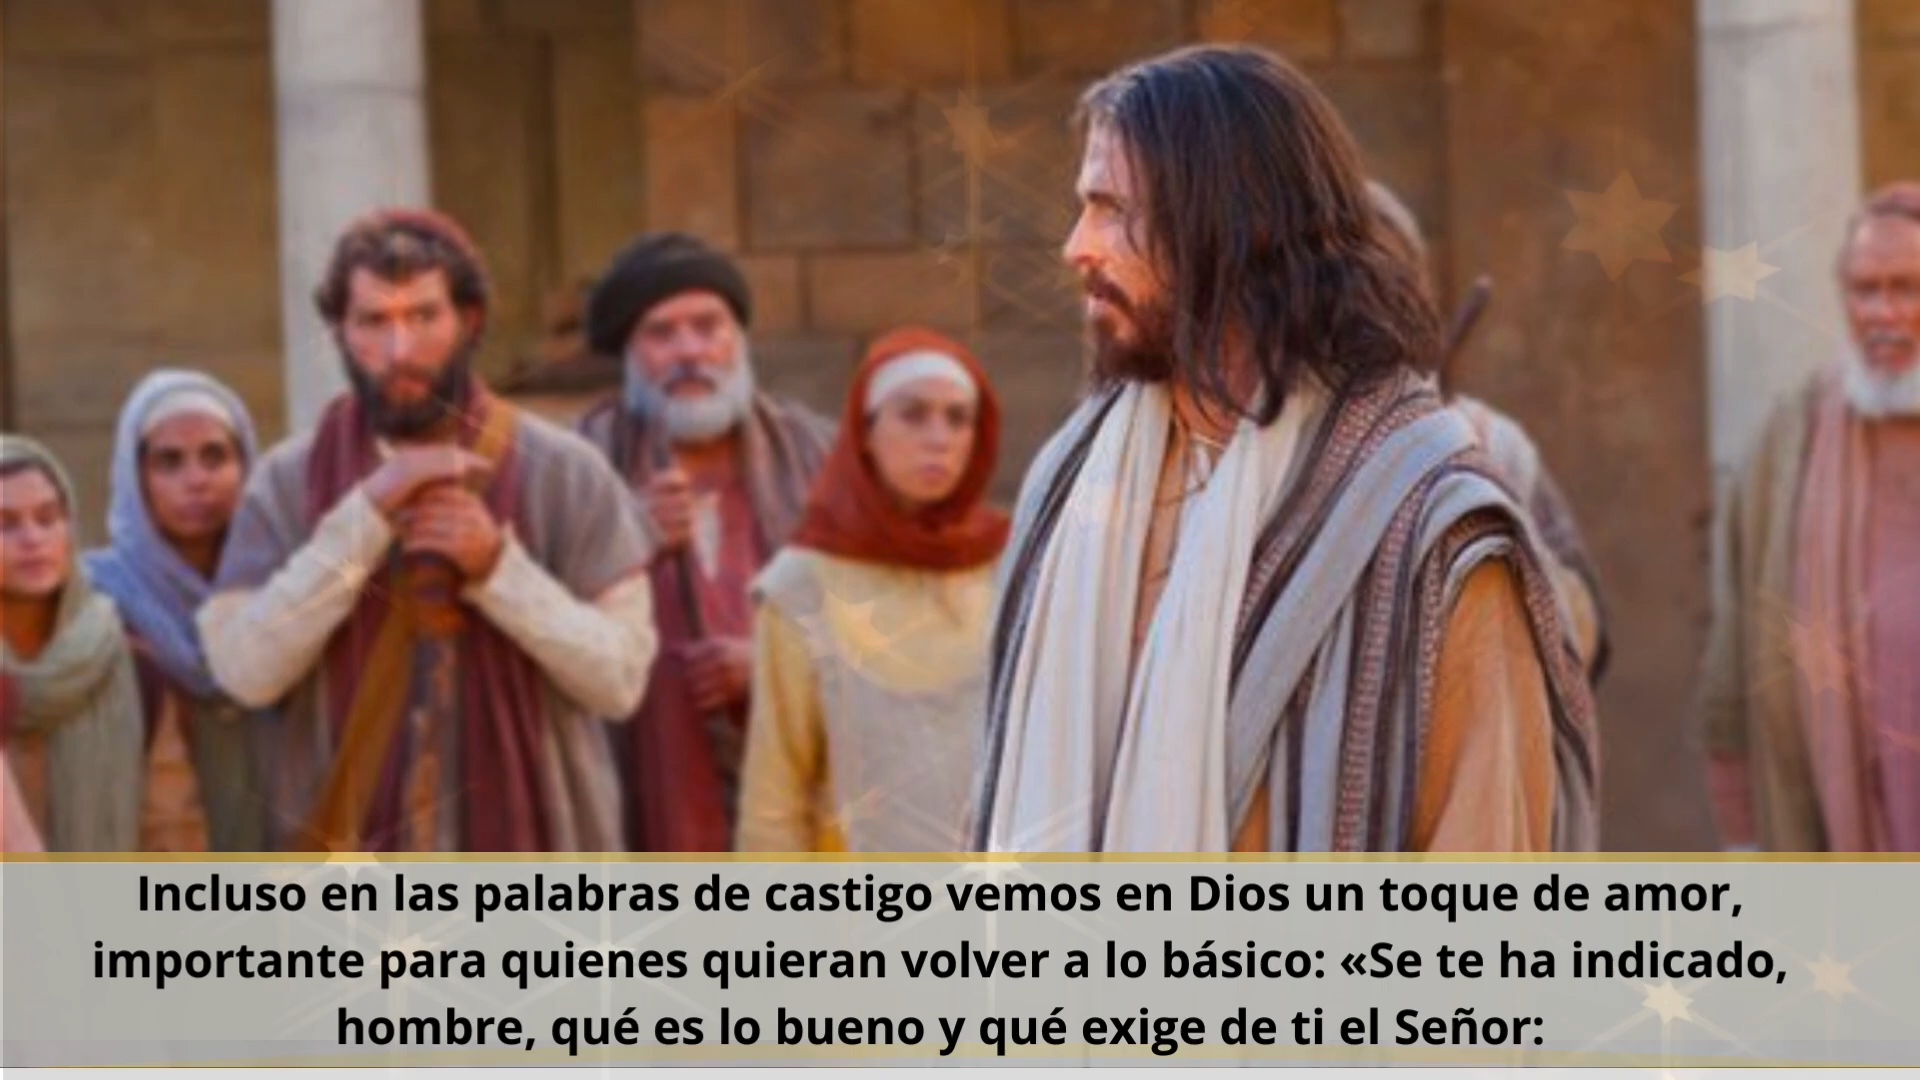 Incluso en las palabras de castigo vemos en Dios un toque de amor,
importante para quienes quieran volver a lo básico: «Se te ha indicado,
hombre, qué es lo bueno y qué exige de ti el Señor: